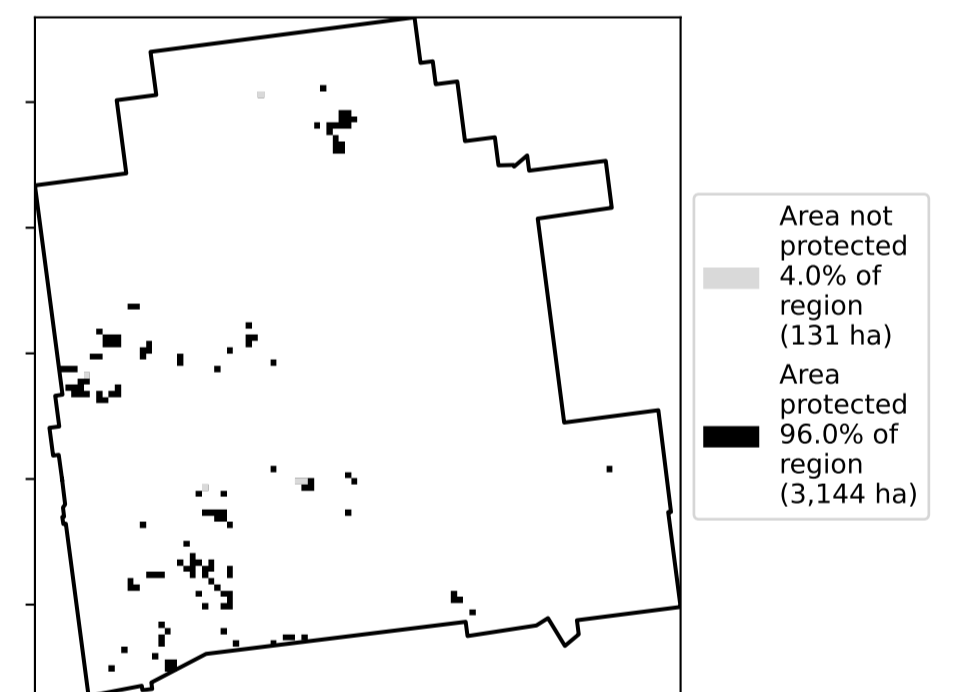 Area not
protected
4.0% of
region
(131 ha)
Area
protected
96.0% of
region
(3,144 ha)